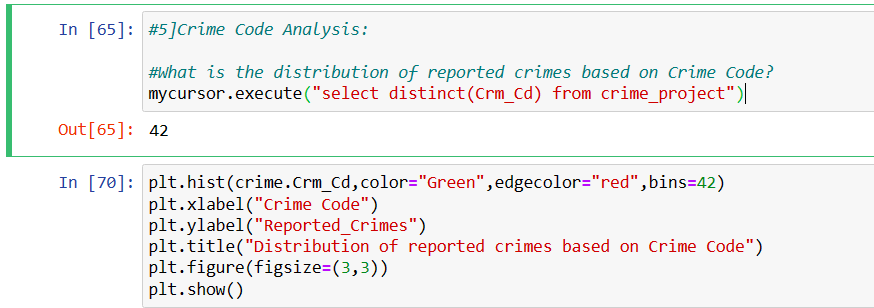 In [65]: #5]Crime Code Analysis:
#What is the distribution of reported crimes based on Crime Code?
mycursor.execute("select distinct(Crm_Cd) from crime_project")
Out[65]: 42
In [70]: plt.hist(crime.Crm_Cd,color="Green",edgecolor="red",bins=42)
plt.xlabel("Crime Code")
plt.ylabel("Reported_Crimes")
plt.title("Distribution of reported crimes based on Crime Code")
plt.figure(figsize=(3,3))
plt.show()